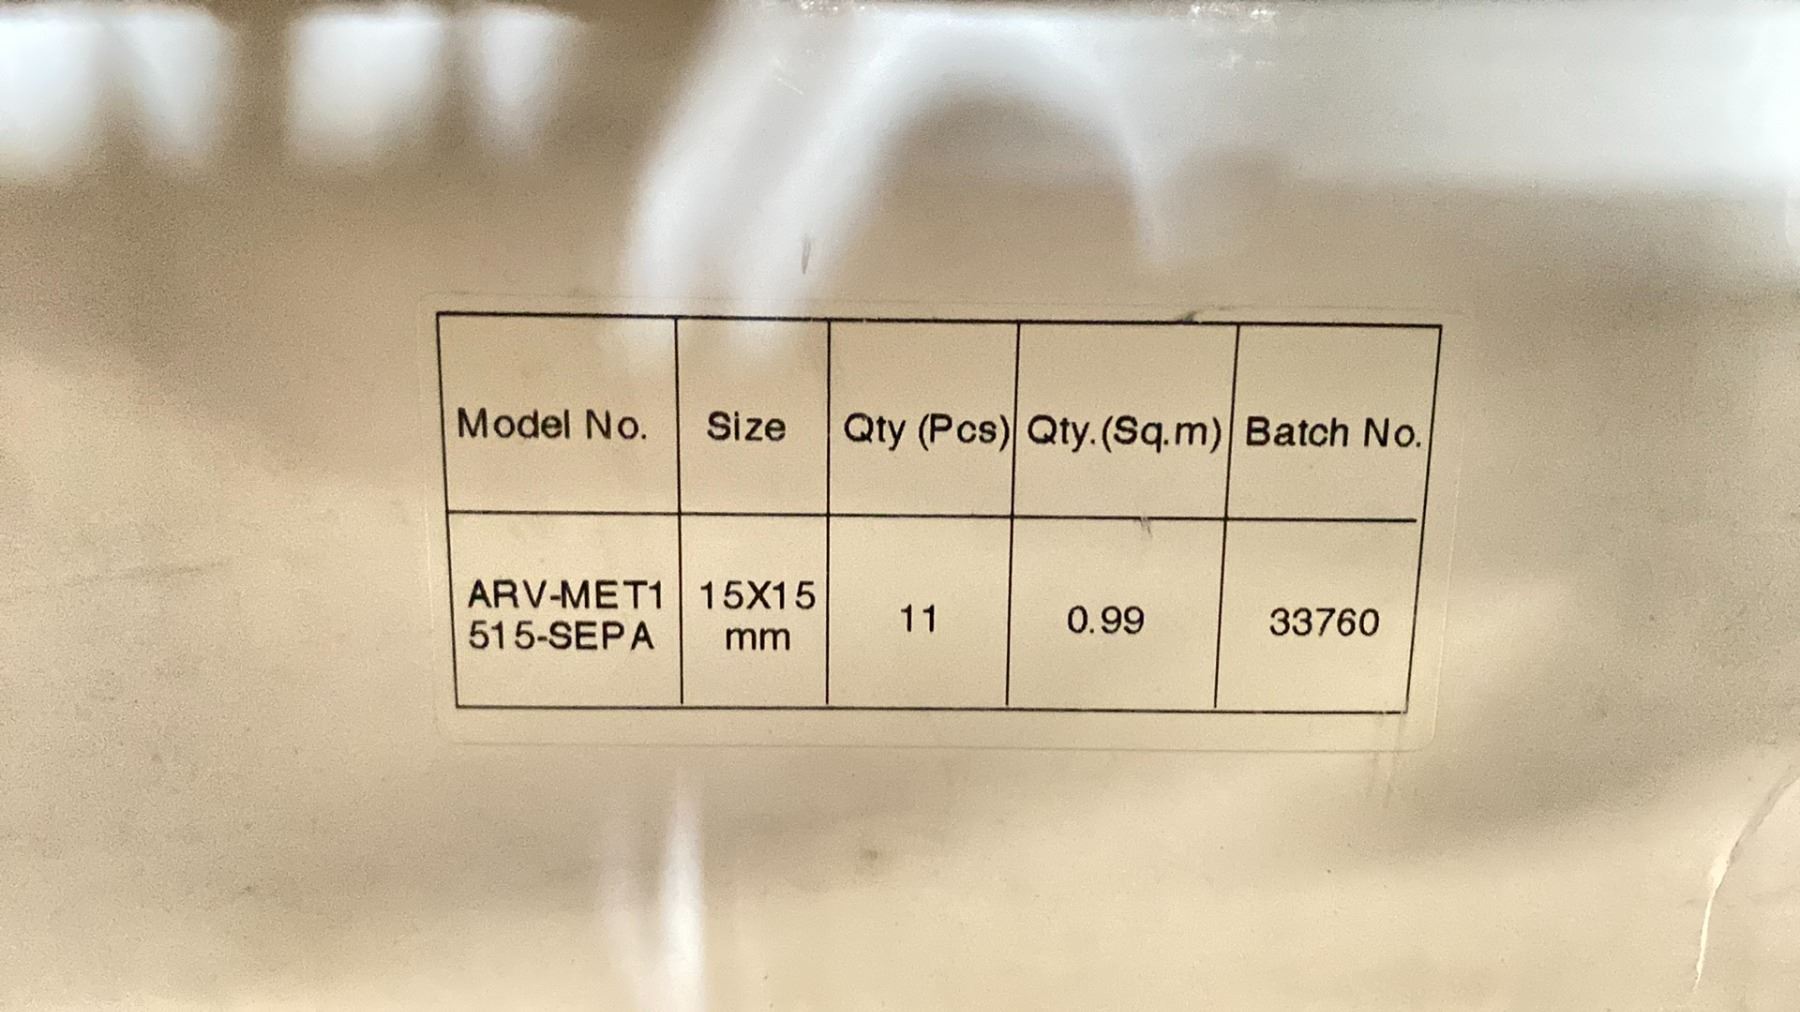 Model No. Size Qty (Pcs) Qty.(Sq.m) Batch No.
ARV-MET1 15X15 11 0.99 33760
515-SEPA mm